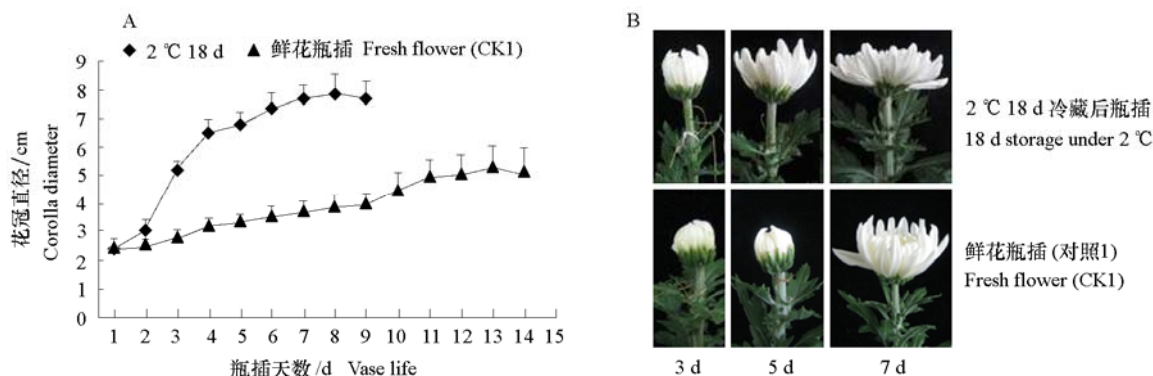 A
◆ 2 ℃ 18 d ▲ 鲜花瓶插 Fresh flower (CK1)
9
8
7
6
5
4
3
2
1
0
花冠直径/cm
Corolla diameter
1 2 3 4 5 6 7 8 9 10 11 12 13 14 15
瓶插天数/d Vase life
B
2 ℃ 18 d 冷藏后瓶插
18 d storage under 2 ℃
鲜花瓶插 (对照1)
Fresh flower (CK1)
3 d 5 d 7 d